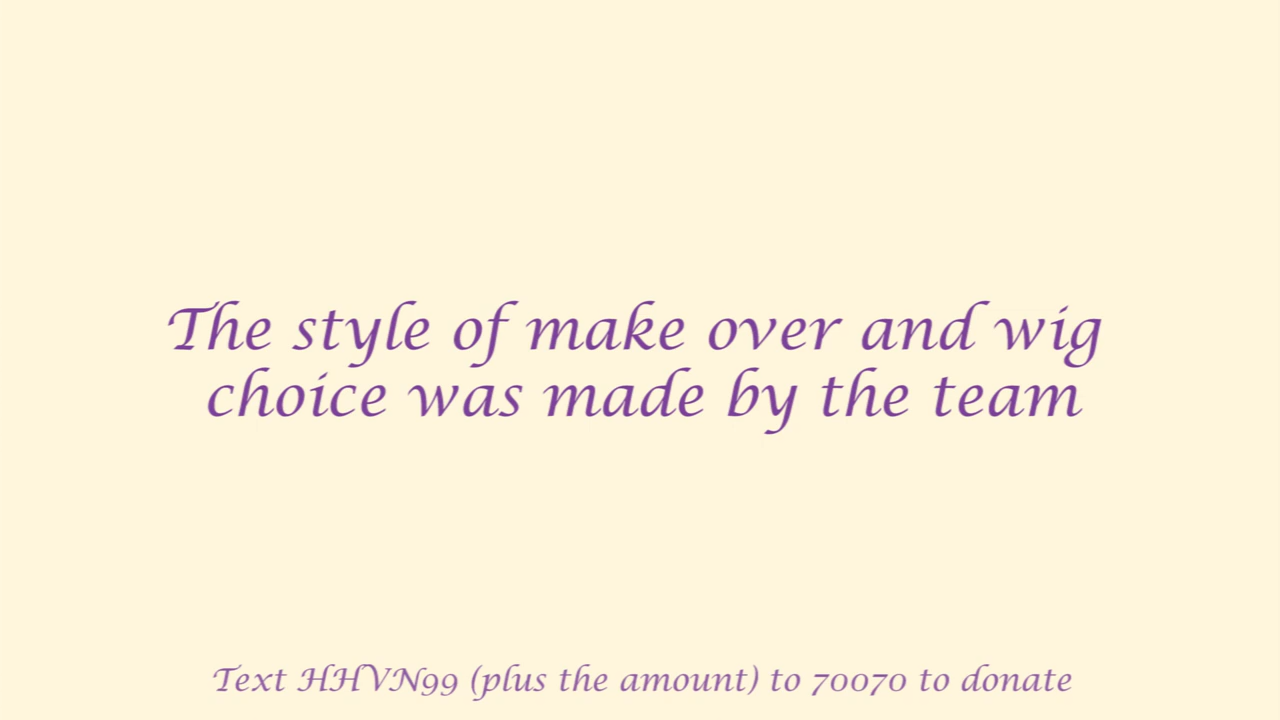 The style of make over and wig
choice was made by the team
Text HHVN99 (plus the amount) to 70070 to donate